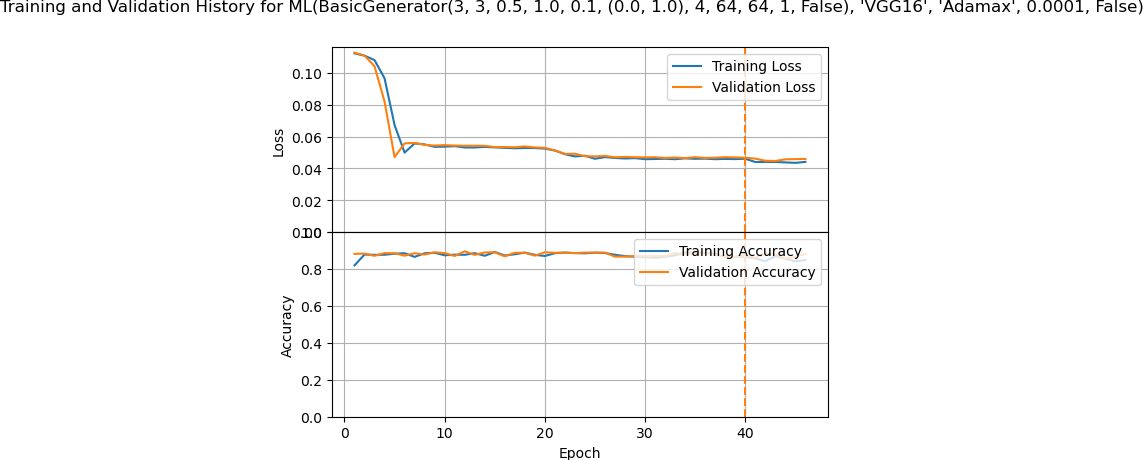 Training and Validation History for ML(BasicGenerator(3, 3, 0.5, 1.0, 0.1, (0.0, 1.0), 4, 64, 64, 1, False), 'VGG16', 'Adamax', 0.0001, False)
Training Loss
Validation Loss
0.10
0.08
0.06
0.04
0.02
0.00
Loss
Training Accuracy
Validation Accuracy
1.0
0.8
0.6
0.4
0.2
0.0
Accuracy
0
10
20
30
40
Epoch